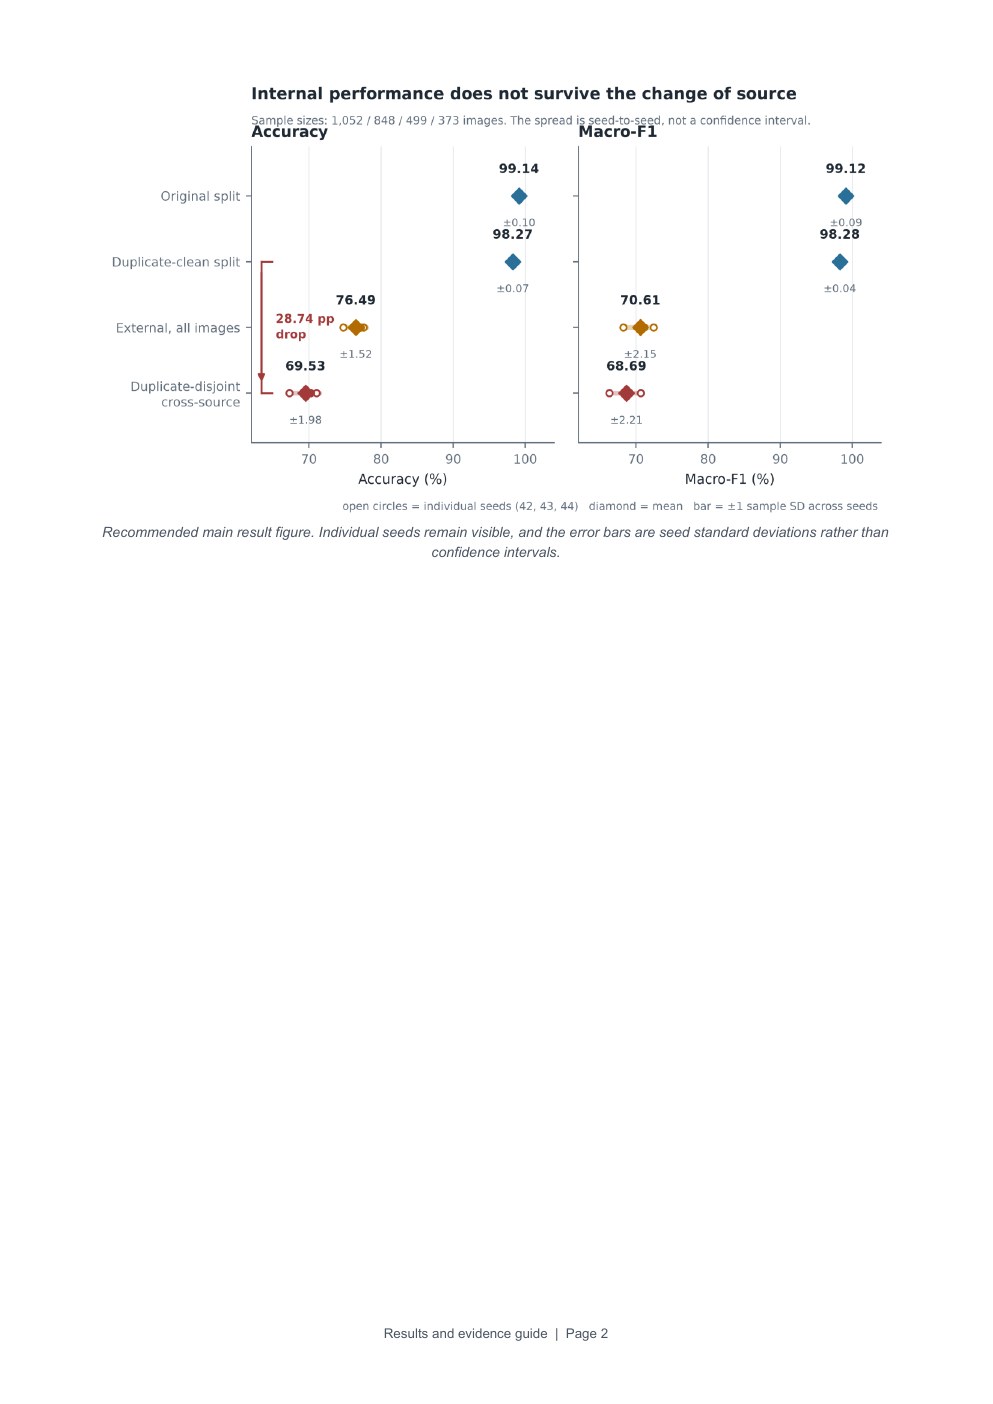 Internal performance does not survive the change of source
Sample sizes: 1,052 / 848 / 499 / 373 images. The spread is seed-to-seed, not a confidence interval.
Accuracy
Original split
Duplicate-clean split
External, all images
Duplicate-disjoint
cross-source
99.14
±0.10
98.27
±0.07
76.49
±1.52
28.74 pp
drop
69.53
±1.98
70 80 90 100
Accuracy (%)
Macro-F1
99.12
±0.09
98.28
±0.04
70.61
±2.15
68.69
±2.21
70 80 90 100
Macro-F1 (%)
open circles = individual seeds (42, 43, 44) diamond = mean bar = ±1 sample SD across seeds
Recommended main result figure. Individual seeds remain visible, and the error bars are seed standard deviations rather than
confidence intervals.
Results and evidence guide | Page 2